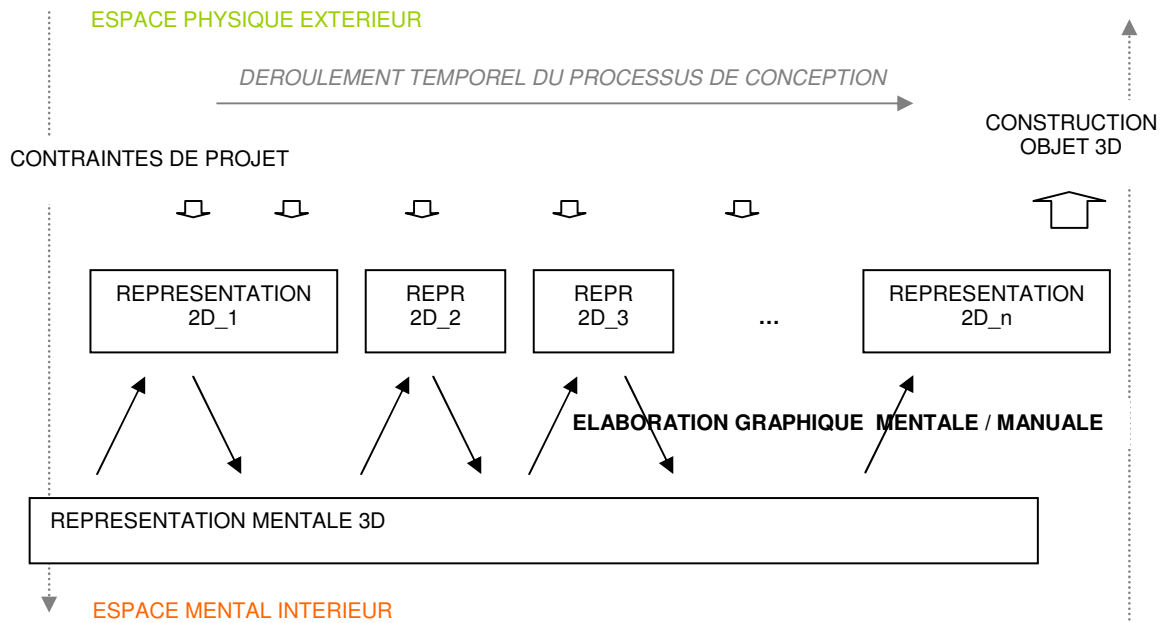 ESPACE PHYSIQUE EXTERIEUR
DEROULEMENT TEMPOREL DU PROCESSUS DE CONCEPTION
CONSTRUCTION
OBJET 3D
CONTRAINTES DE PROJET
REPRESENTATION
2D_1
REPR
2D_2
REPR
2D_3
...
REPRESENTATION
2D_n
ELABORATION GRAPHIQUE MENTALE / MANUALE
REPRESENTATION MENTALE 3D
ESPACE MENTAL INTERIEUR